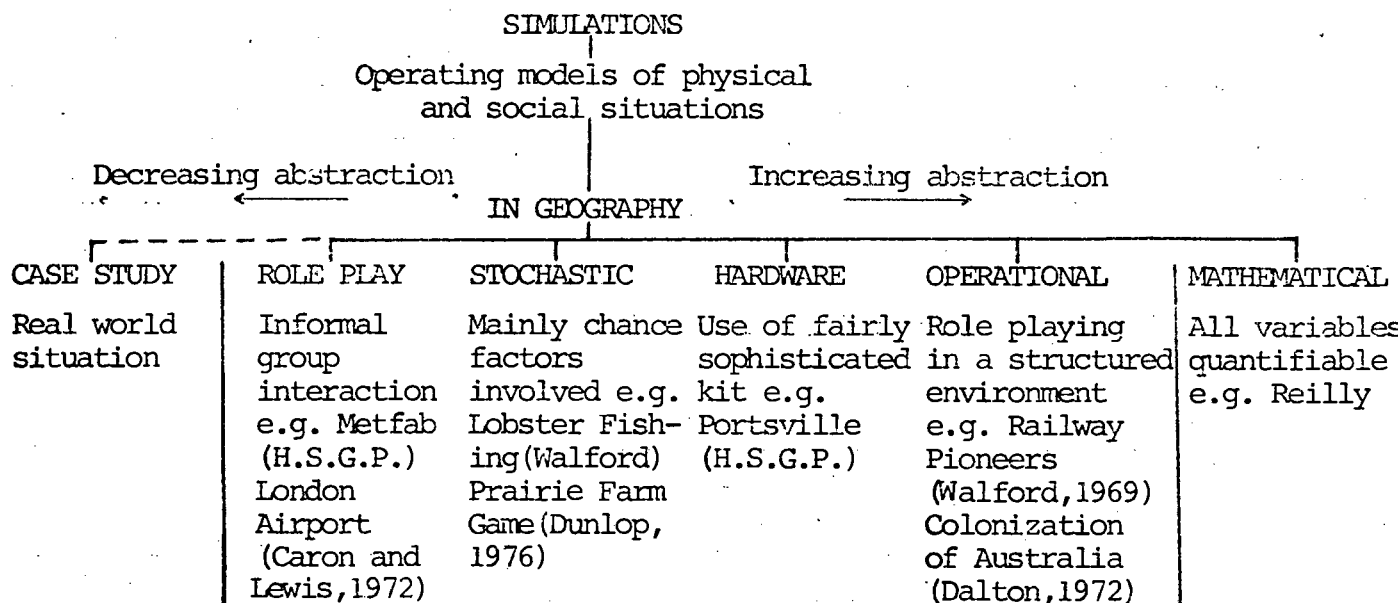 SIMULATIONS
Operating models of physical
and social situations
Decreasing abstraction
Increasing abstraction
IN GEOGRAPHY
CASE STUDY
Real world
situation
ROLE PLAY
Informal
group
interaction
e.g. Metfab
(H.S.G.P.)
London
Airport
(Caron and
Lewis,1972)
STOCHASTIC
Mainly chance
factors
involved e.g.
Lobster Fish-
ing(Walford)
Prairie Farm
Game(Dunlop,
1976)
HARDWARE
Use of fairly
sophisticated
kit e.g.
Portsville
(H.S.G.P.)
OPERATIONAL
Role playing
in a structured
environment
e.g. Railway
Pioneers
(Walford,1969)
Colonization
of Australia
(Dalton,1972)
MATHEMATICAL
All variables
quantifiable
e.g. Reilly